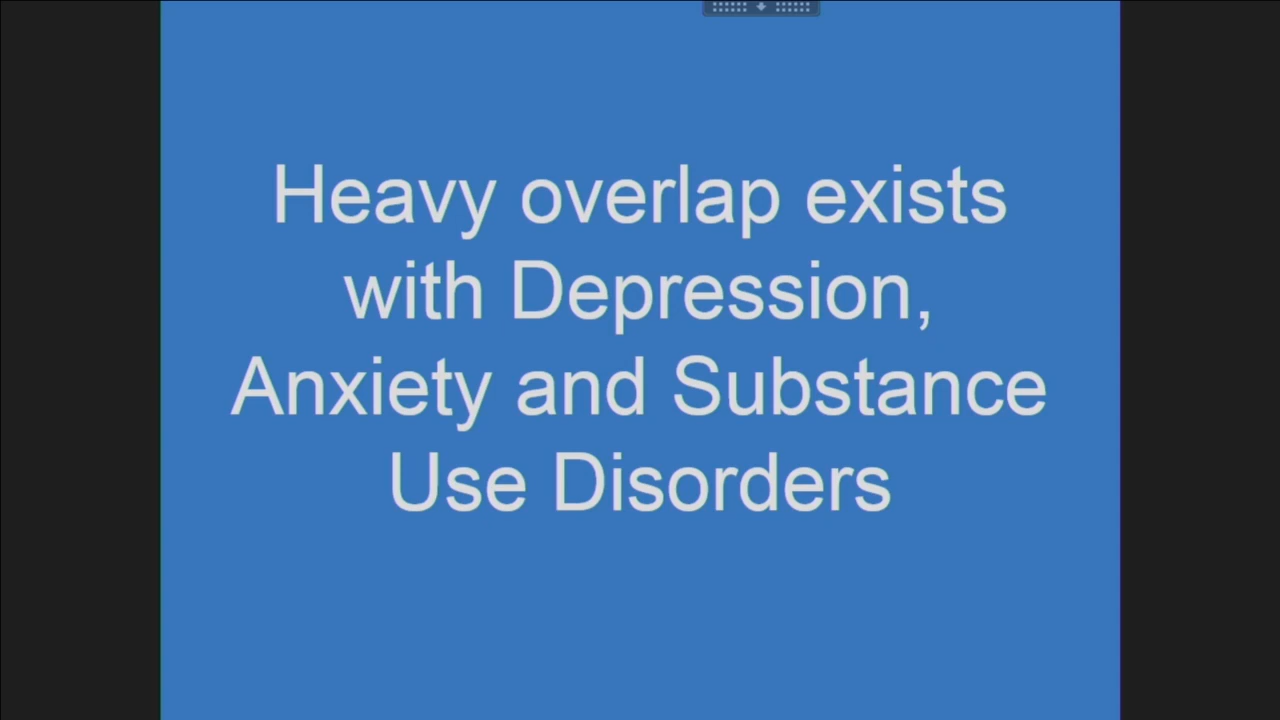 Heavy overlap exists
with Depression,
Anxiety and Substance
Use Disorders